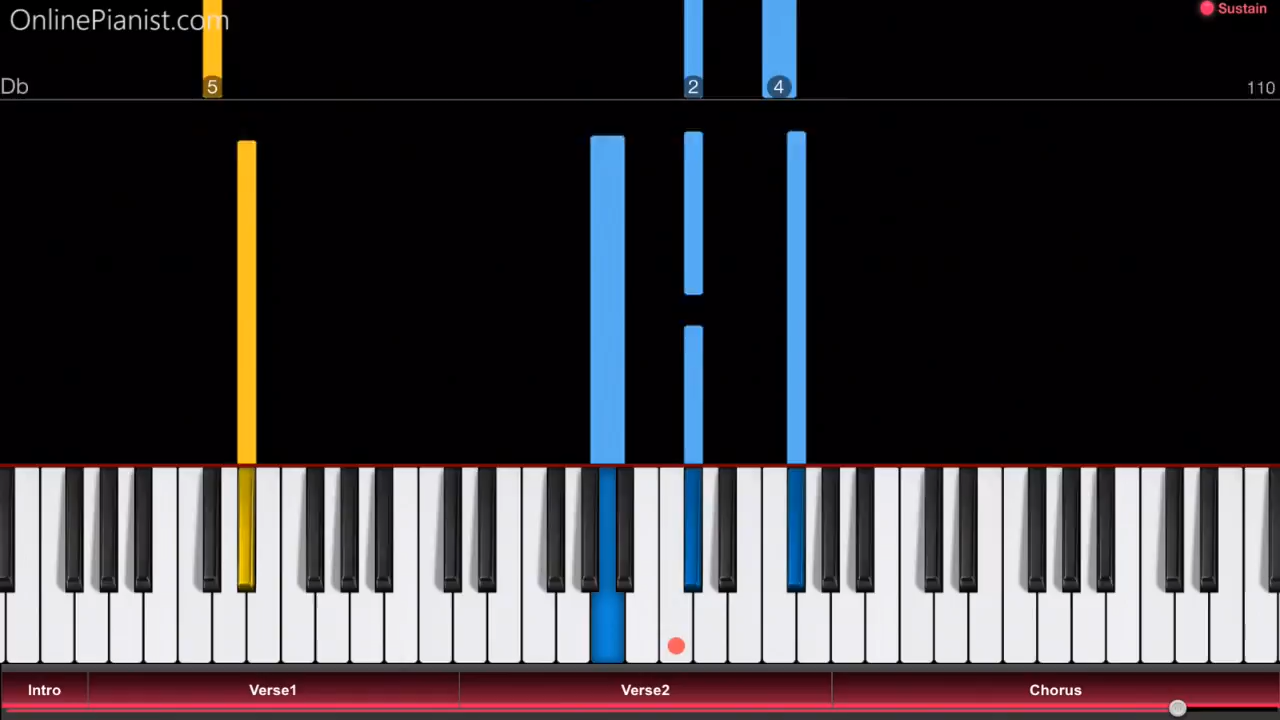 OnlinePianist.com
Sustain
5
2
4
Db
110
Intro
Verse1
Verse2
Chorus